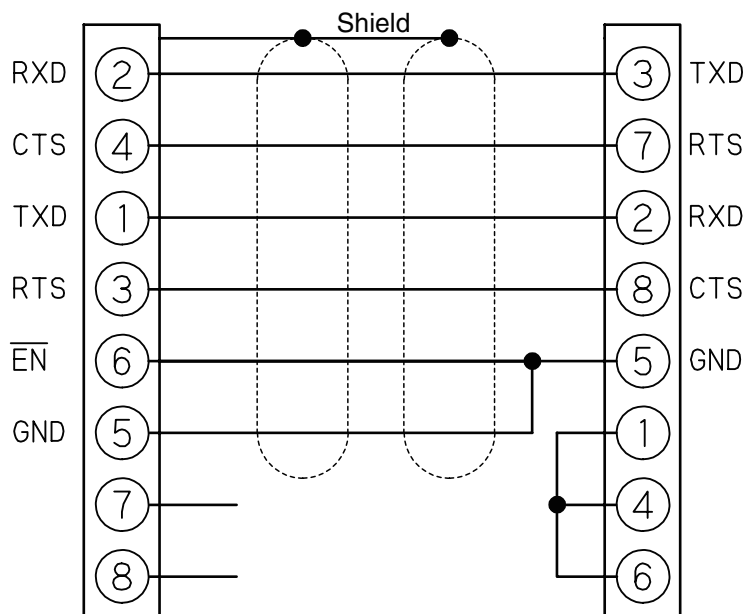 Shield
RXD 2 3 TXD
CTS 4 7 RTS
TXD 1 2 RXD
RTS 3 8 CTS
E̅N̅ 6 5 GND
GND 5 1
7 4
8 6